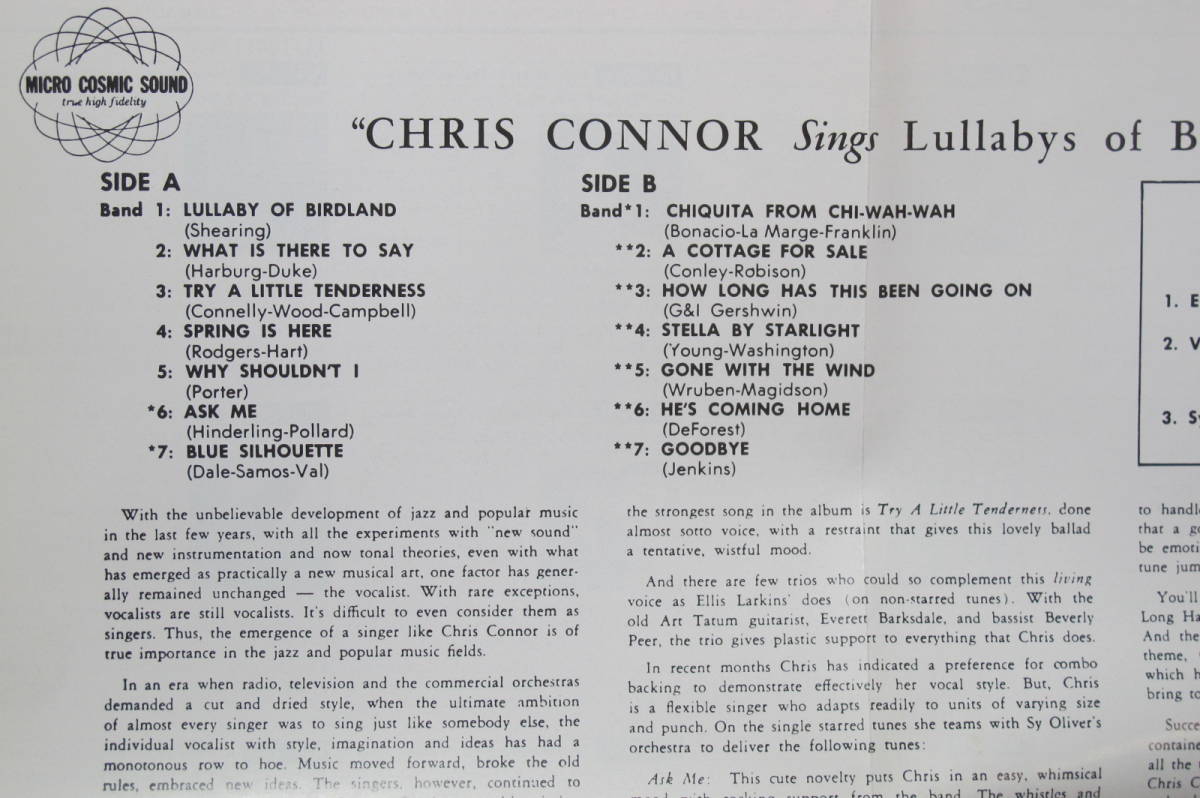 MICRO COSMIC SOUND
true high fidelity
“CHRIS CONNOR Sings Lullabys of B
SIDE A
Band 1: LULLABY OF BIRDLAND
(Shearing)
2: WHAT IS THERE TO SAY
(Harburg-Duke)
3: TRY A LITTLE TENDERNESS
(Connelly-Wood-Campbell)
4: SPRING IS HERE
(Rodgers-Hart)
5: WHY SHOULDN'T I
(Porter)
*6: ASK ME
(Hinderling-Pollard)
*7: BLUE SILHOUETTE
(Dale-Samos-Val)
SIDE B
Band*1: CHIQUITA FROM CHI-WAH-WAH
(Bonacio-La Marge-Franklin)
**2: A COTTAGE FOR SALE
(Conley-Robison)
**3: HOW LONG HAS THIS BEEN GOING ON
(G&I Gershwin)
**4: STELLA BY STARLIGHT
(Young-Washington)
**5: GONE WITH THE WIND
(Wruben-Magidson)
**6: HE'S COMING HOME
(DeForest)
**7: GOODBYE
(Jenkins)
1. E
2. V
3. Sy
With the unbelievable development of jazz and popular music
in the last few years, with all the experiments with "new sound"
and new instrumentation and now tonal theories, even with what
has emerged as practically a new musical art, one factor has gener-
ally remained unchanged — the vocalist. With rare exceptions,
vocalists are still vocalists. It's difficult to even consider them as
singers. Thus, the emergence of a singer like Chris Connor is of
true importance in the jazz and popular music fields.
In an era when radio, television and the commercial orchestras
demanded a cut and dried style, when the ultimate ambition
of almost every singer was to sing just like somebody else, the
individual vocalist with style, imagination and ideas has had a
monotonous row to hoe. Music moved forward, broke the old
rules, embraced new ideas. The singers, however, continued to
the strongest song in the album is Try A Little Tenderness, done
almost sotto voice, with a restraint that gives this lovely ballad
a tentative, wistful mood.
And there are few trios who could so complement this living
voice as Ellis Larkins' does (on non-starred tunes). With the
old Art Tatum guitarist, Everett Barksdale, and bassist Beverly
Peer, the trio gives plastic support to everything that Chris does.
In recent months Chris has indicated a preference for combo
backing to demonstrate effectively her vocal style. But, Chris
is a flexible singer who adapts readily to units of varying size
and punch. On the single starred tunes she teams with Sy Oliver's
orchestra to deliver the following tunes:
Ask Me: This cute novelty puts Chris in an easy, whimsical
mood with rocking support from the band. The whistles and
to handl
that a g
be emoti
tune jum
You'll
Long Ha
And the
theme,
which h
bring to
Succe
containe
all the
Chris C